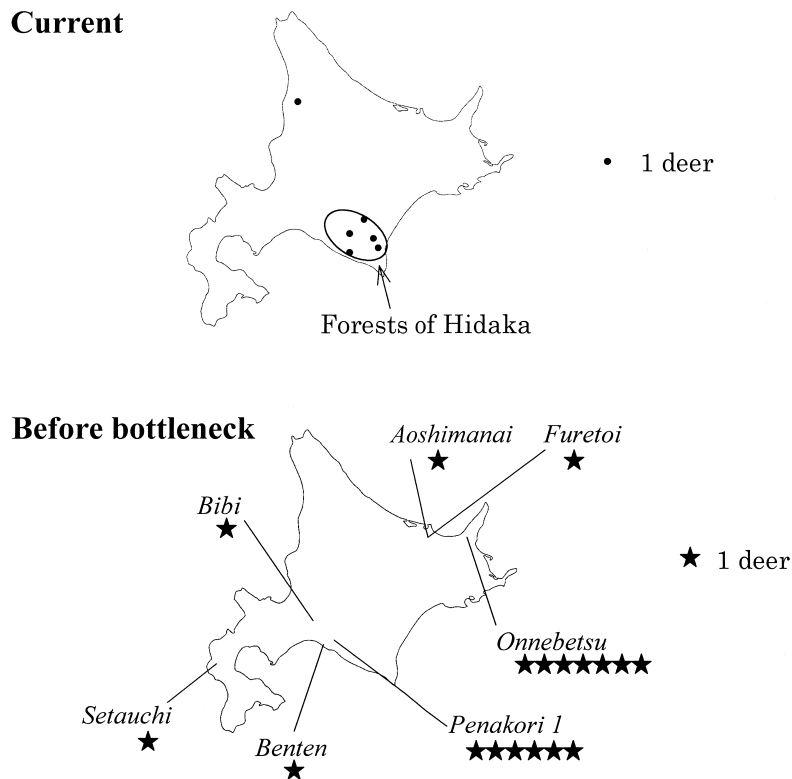 Current
1 deer
Forests of Hidaka
Before bottleneck
Aoshimanai
Furetoi
Bibi
1 deer
Onnebetsu
Setauchi
Penakori 1
Benten